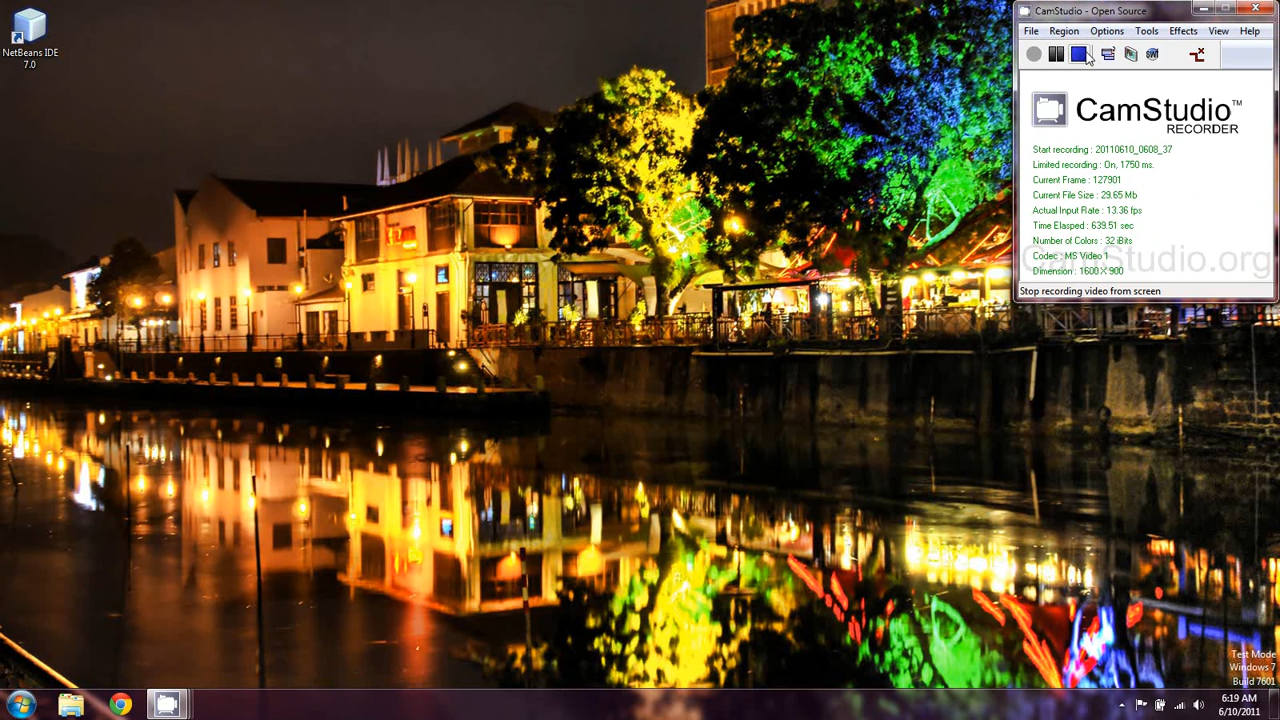 NetBeans IDE
7.0
CamStudio - Open Source
File Region Options Tools Effects View Help
SWF
CamStudio™
RECORDER
Start recording : 20110610_0608_37
Limited recording : On, 1750 ms.
Current Frame : 127901
Current File Size : 29.65 Mb
Actual Input Rate : 13.36 fps
Time Elasped : 639.51 sec
Number of Colors : 32 iBits
Codec : MS Video 1
Dimension : 1600 X 900
CamStudio.org
Stop recording video from screen
Test Mode
Windows 7
Build 7601
6:19 AM
6/10/2011